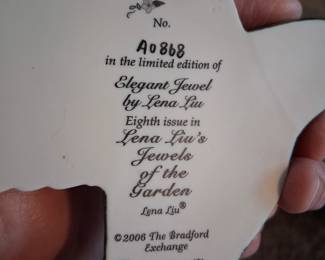 No.
A0868
in the limited edition of
Elegant Jewel
by Lena Liu
Eighth issue in
Lena Liu's
Jewels
of the
Garden
Lena Liu®
©2006 The Bradford
Exchange